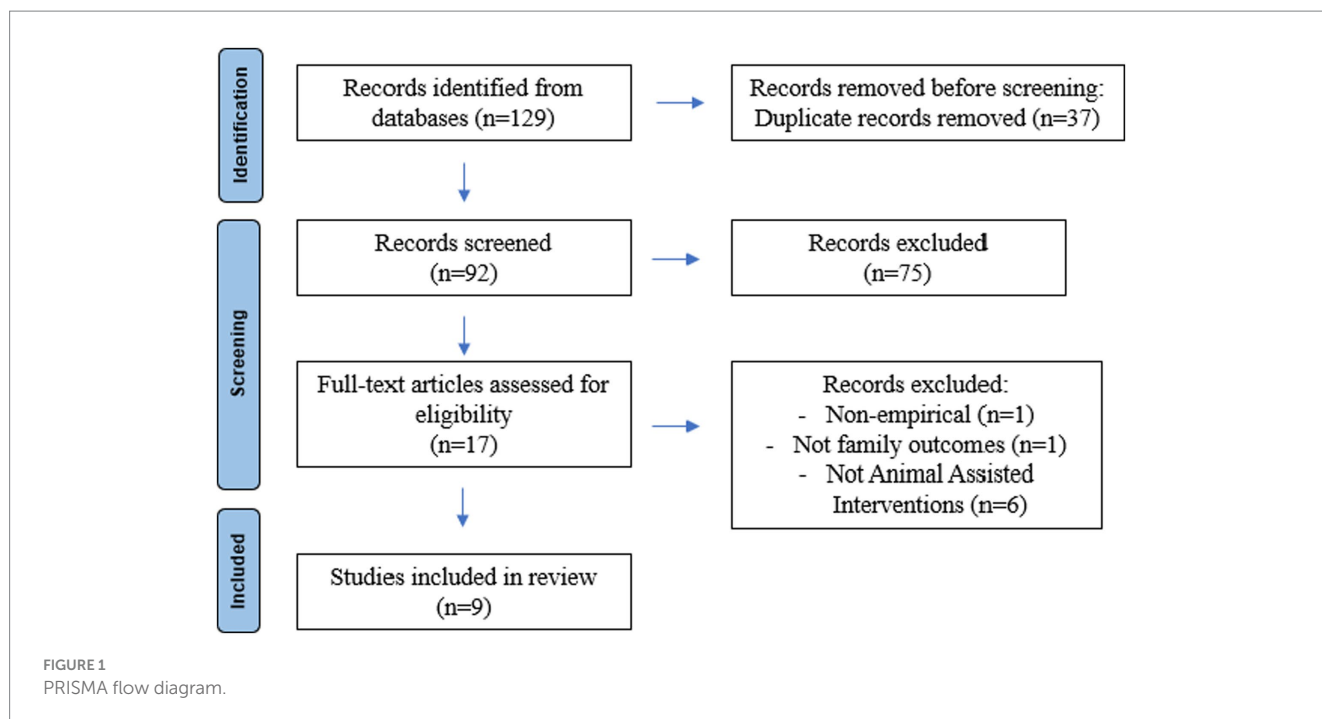 Identification
Records identified from
databases (n=129)
Records removed before screening:
Duplicate records removed (n=37)
Screening
Records screened
(n=92)
Records excluded
(n=75)
Full-text articles assessed for
eligibility
(n=17)
Records excluded:
- Non-empirical (n=1)
- Not family outcomes (n=1)
- Not Animal Assisted
Interventions (n=6)
Included
Studies included in review
(n=9)
FIGURE 1
PRISMA flow diagram.